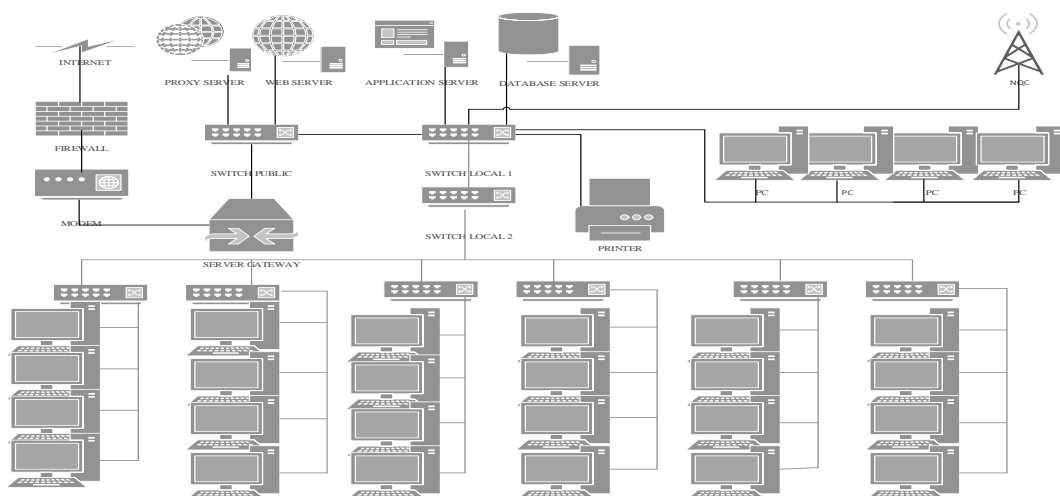 INTERNET
PROXY SERVER
WEB SERVER
APPLICATION SERVER
DATABASE SERVER
NOC
FIREWALL
SWITCH PUBLIC
SWITCH LOCAL 1
PC
PC
PC
PC
MODEM
SWITCH LOCAL 2
PRINTER
SERVER GATEWAY